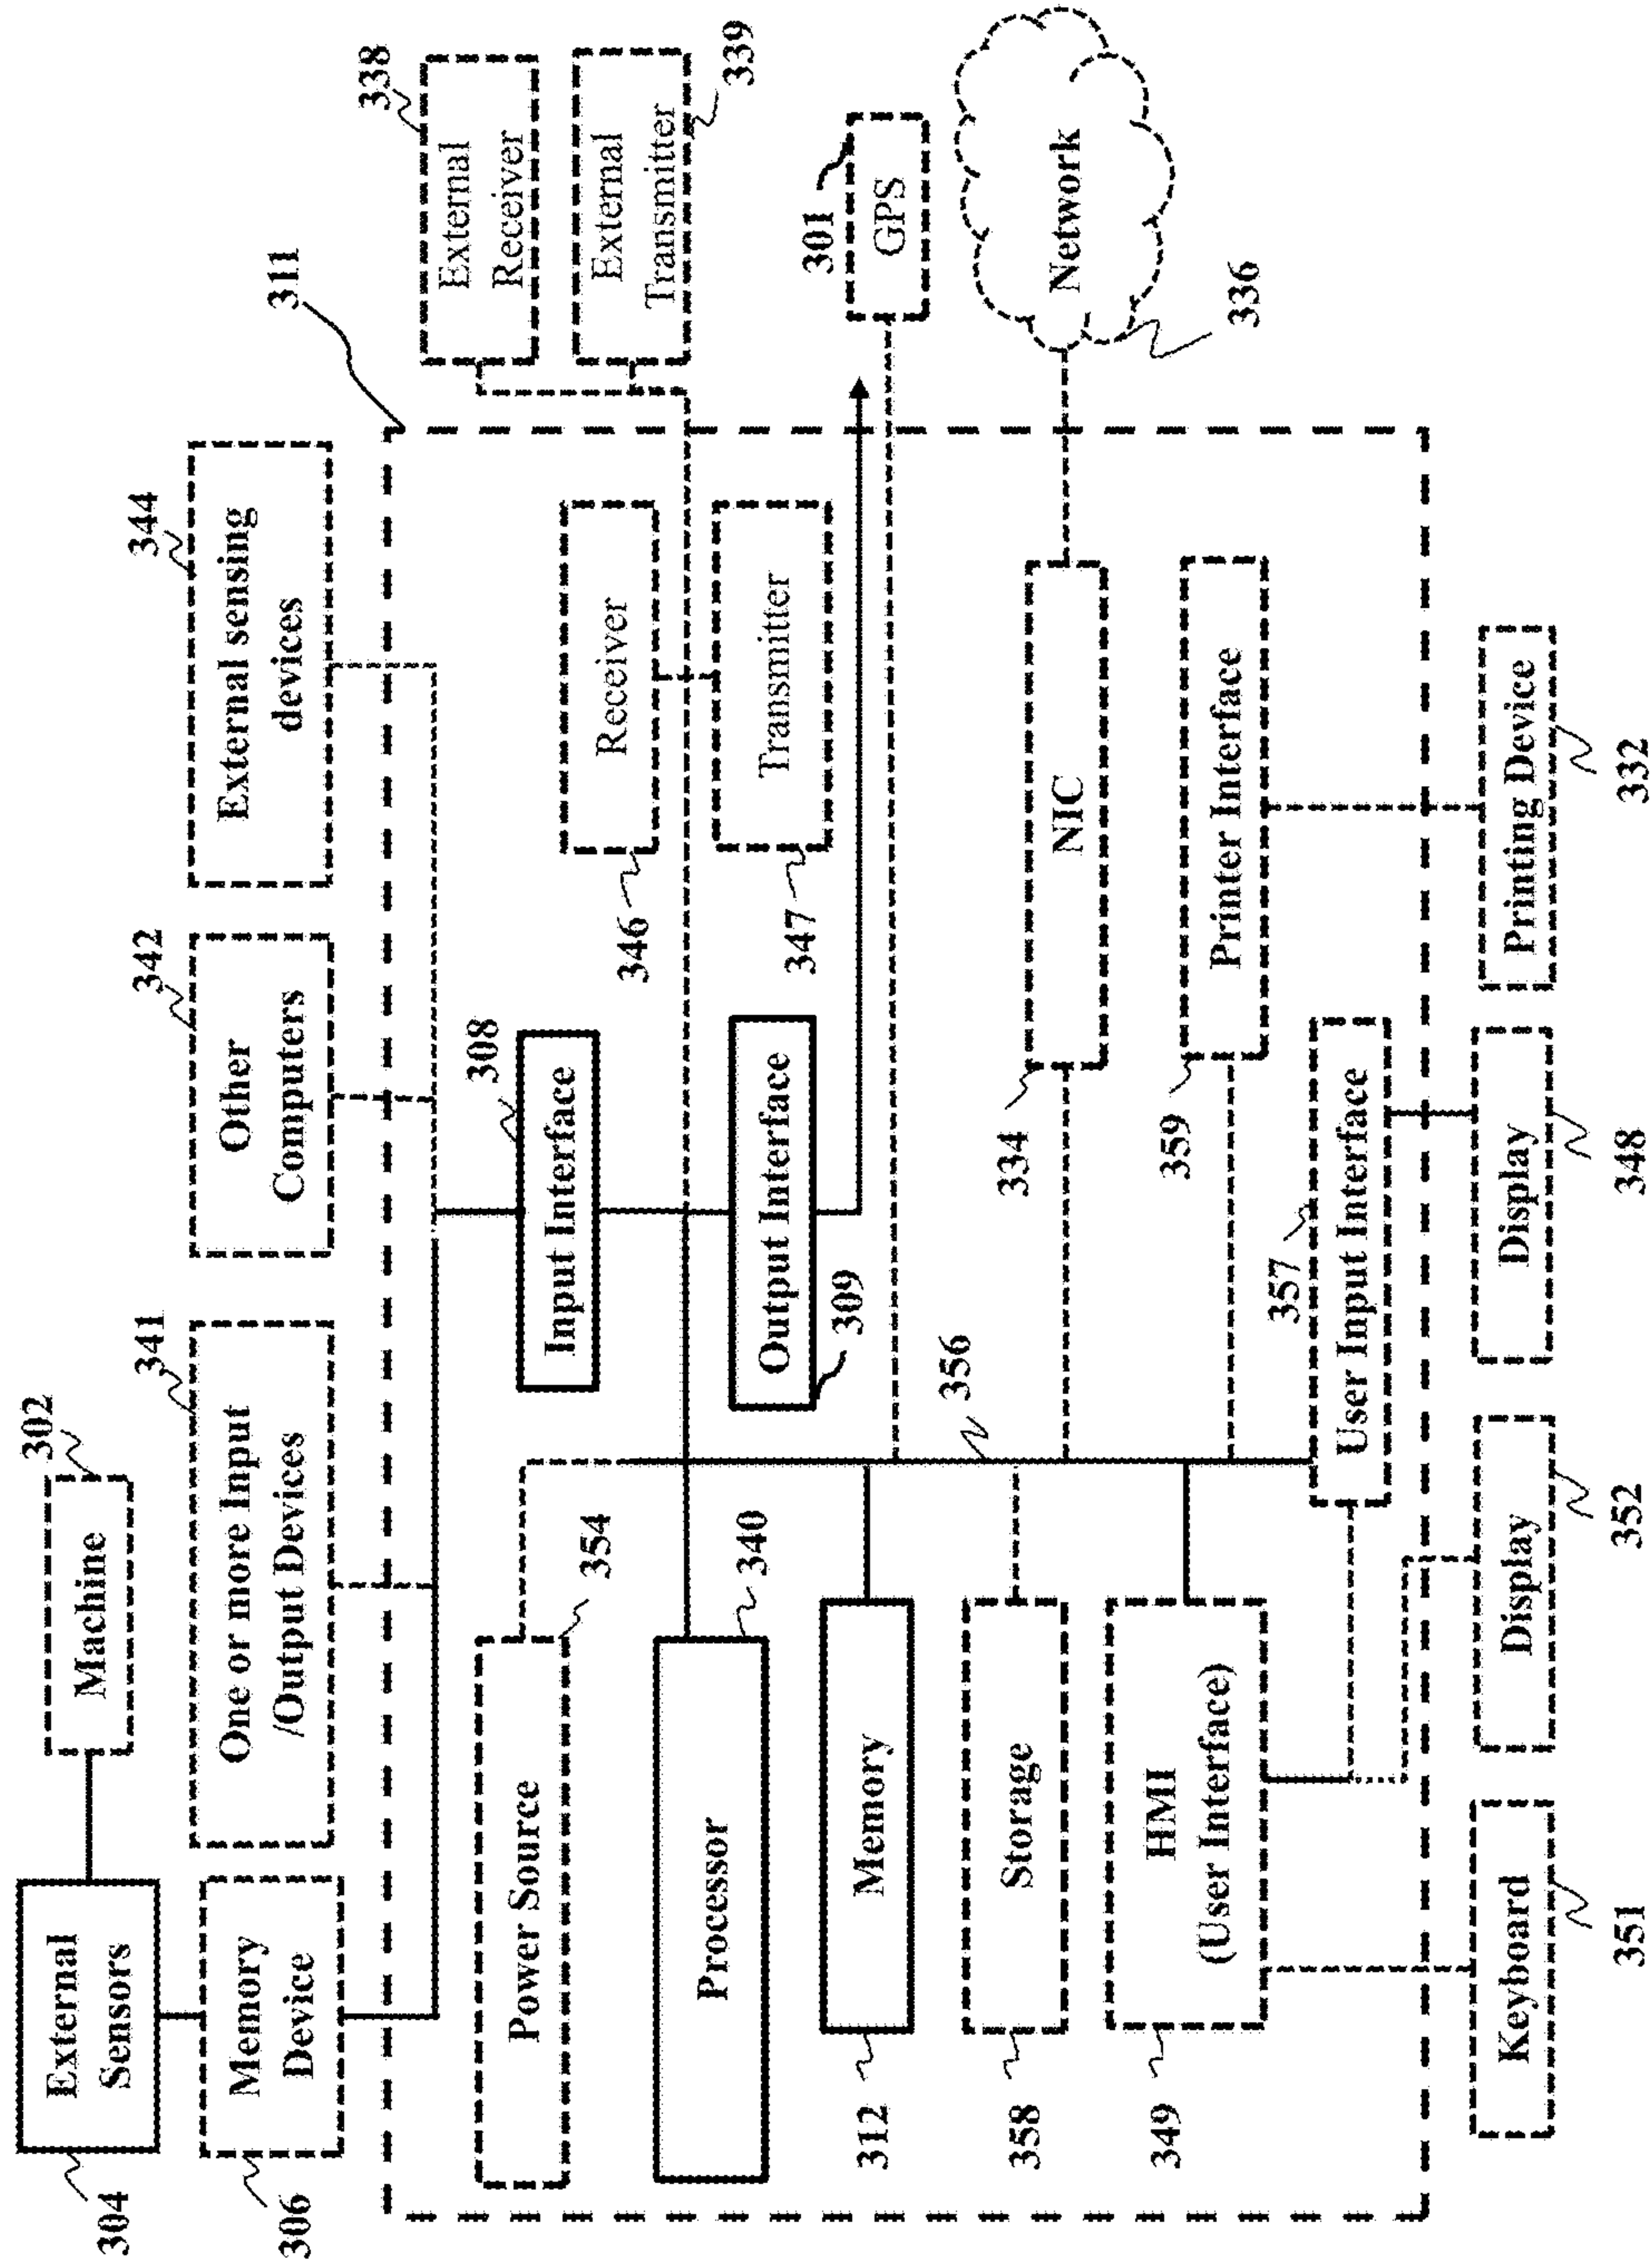 302
Machine
External
Sensors
304
341
One or more Input
/Output Devices
342
Other
Computers
344
External sensing
devices
Memory
Device
306
311
338
External
Receiver
External
Transmitter
339
Power Source
354
308
Input Interface
Receiver
346
Processor
340
Output Interface
309
Transmitter
347
301
GPS
Memory
312
356
Storage
358
334
NIC
Network
336
HMI
(User Interface)
349
359
Printer Interface
357
User Input Interface
Keyboard
351
Display
352
Display
348
Printing Device
332